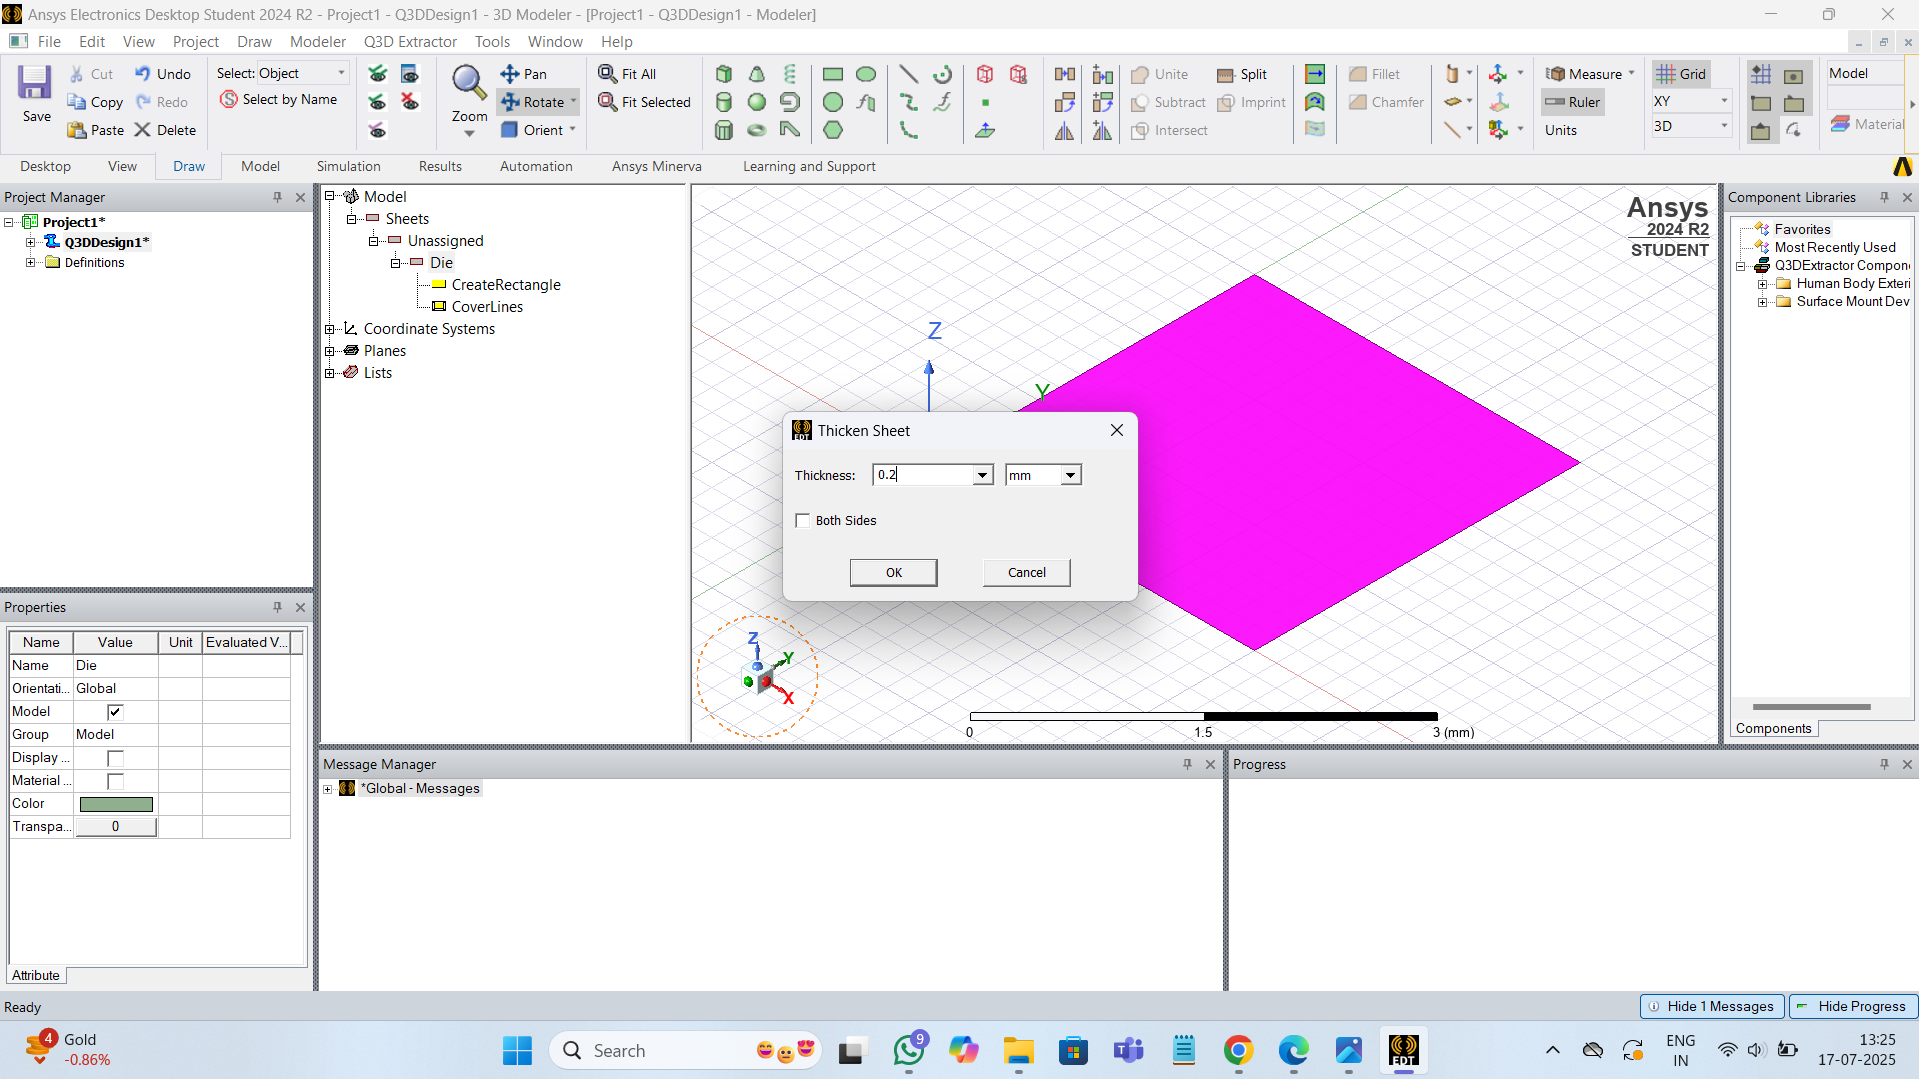 Ansys Electronics Desktop Student 2024 R2 - Project1 - Q3DDesign1 - 3D Modeler - [Project1 - Q3DDesign1 - Modeler]
File Edit View Project Draw Modeler Q3D Extractor Tools Window Help
Save
Cut
Copy
Paste
Undo
Redo
Delete
Select: Object
Select by Name
Zoom
Pan
Rotate
Orient
Fit All
Fit Selected
Unite
Subtract
Intersect
Split
Imprint
Fillet
Chamfer
Measure
Ruler
Units
Grid
XY
3D
Model
Material
Desktop View Draw Model Simulation Results Automation Ansys Minerva Learning and Support
Project Manager
Project1*
Q3DDesign1*
Definitions
Model
Sheets
Unassigned
Die
CreateRectangle
CoverLines
Coordinate Systems
Planes
Lists
Ansys
2024 R2
STUDENT
Z
Y
Thicken Sheet
EDT
Thickness: 0.2 mm
Both Sides
OK Cancel
Z
Y
X
0 1.5 3 (mm)
Component Libraries
Favorites
Most Recently Used
Q3DExtractor Compon
Human Body Exteri
Surface Mount Dev
Components
Properties
Name Value Unit Evaluated V...
Name Die
Orientati... Global
Model
Group Model
Display ...
Material ...
Color
Transpa... 0
Attribute
Message Manager
*Global - Messages
Progress
Ready
Hide 1 Messages Hide Progress
4
Gold
-0.86%
Search
9
EDT
ENG
IN
13:25
17-07-2025